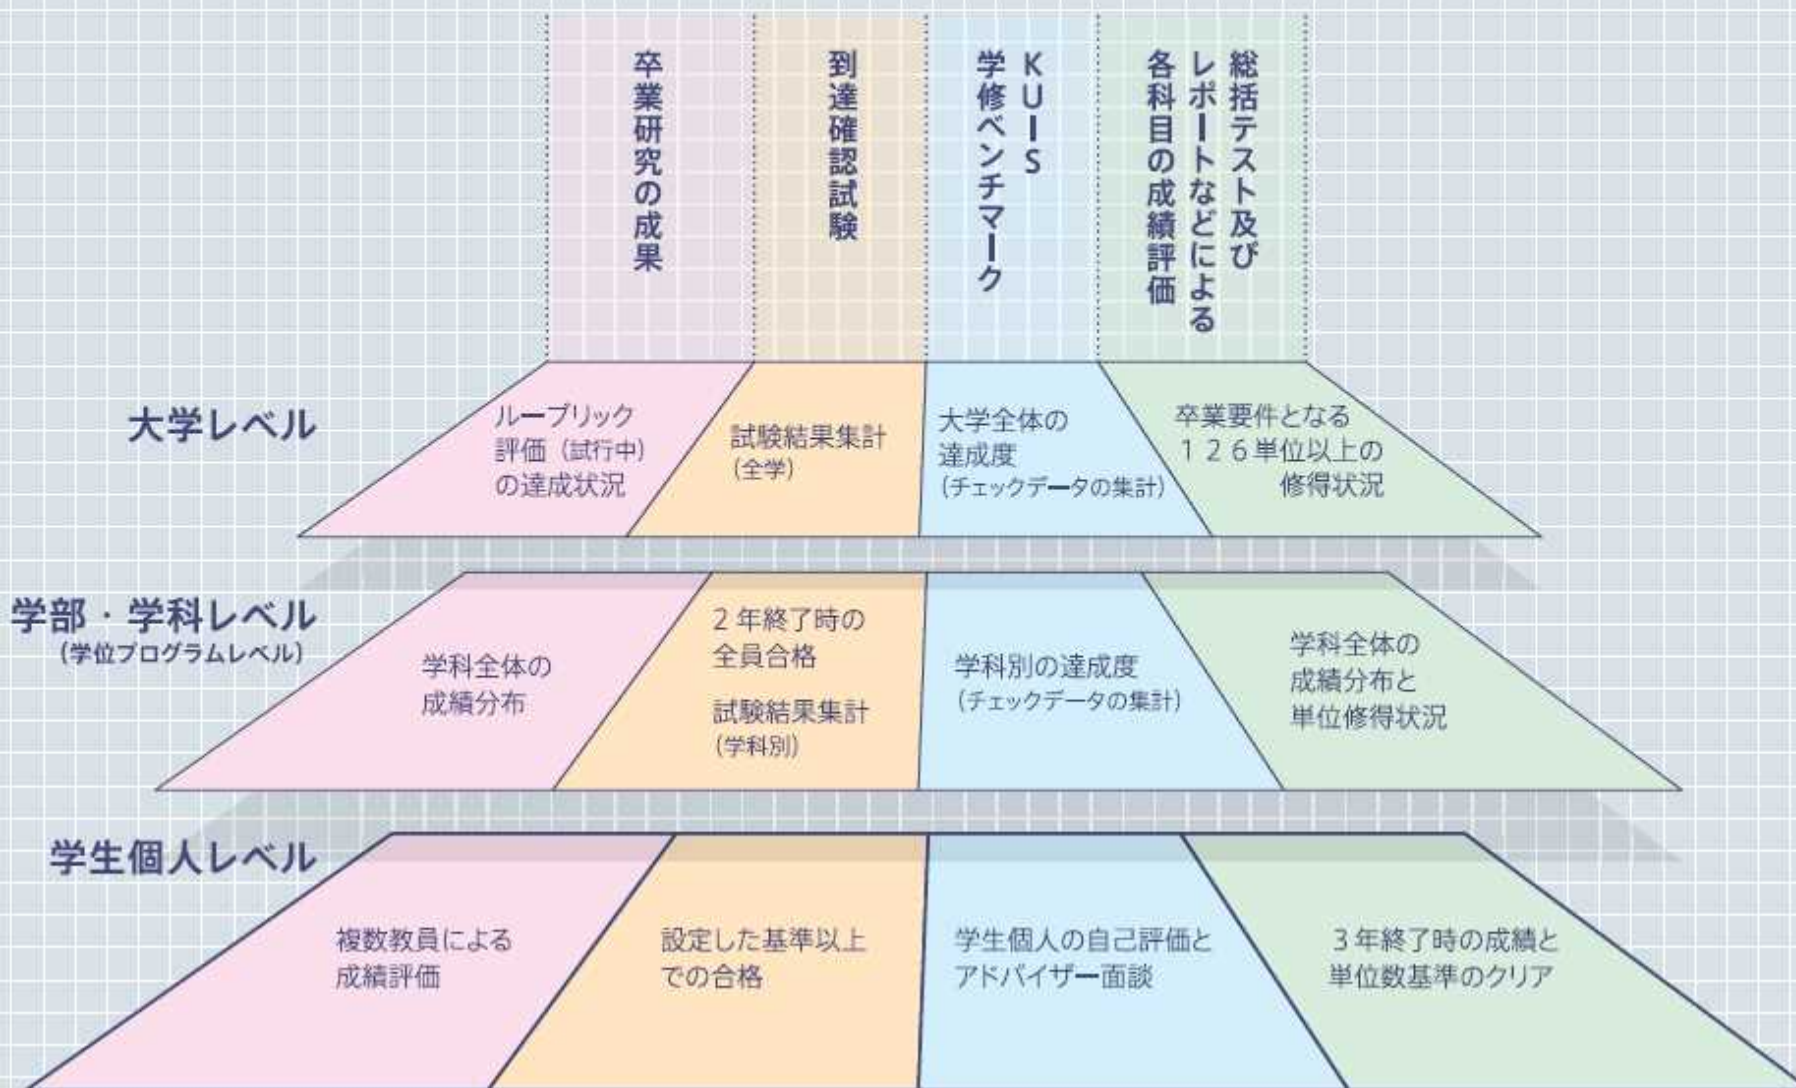 卒業研究の成果
到達確認試験
KUIS
学修ベンチマーク
総括テスト及び
レポートなどによる
各科目の成績評価
大学レベル
ルーブリック
評価（試行中）
の達成状況
試験結果集計
（全学）
大学全体の
達成度
（チェックデータの集計）
卒業要件となる
１２６単位以上の
修得状況
学部・学科レベル
（学位プログラムレベル）
学科全体の
成績分布
２年終了時の
全員合格
試験結果集計
（学科別）
学科別の達成度
（チェックデータの集計）
学科全体の
成績分布と
単位修得状況
学生個人レベル
複数教員による
成績評価
設定した基準以上
での合格
学生個人の自己評価と
アドバイザー面談
３年終了時の成績と
単位数基準のクリア